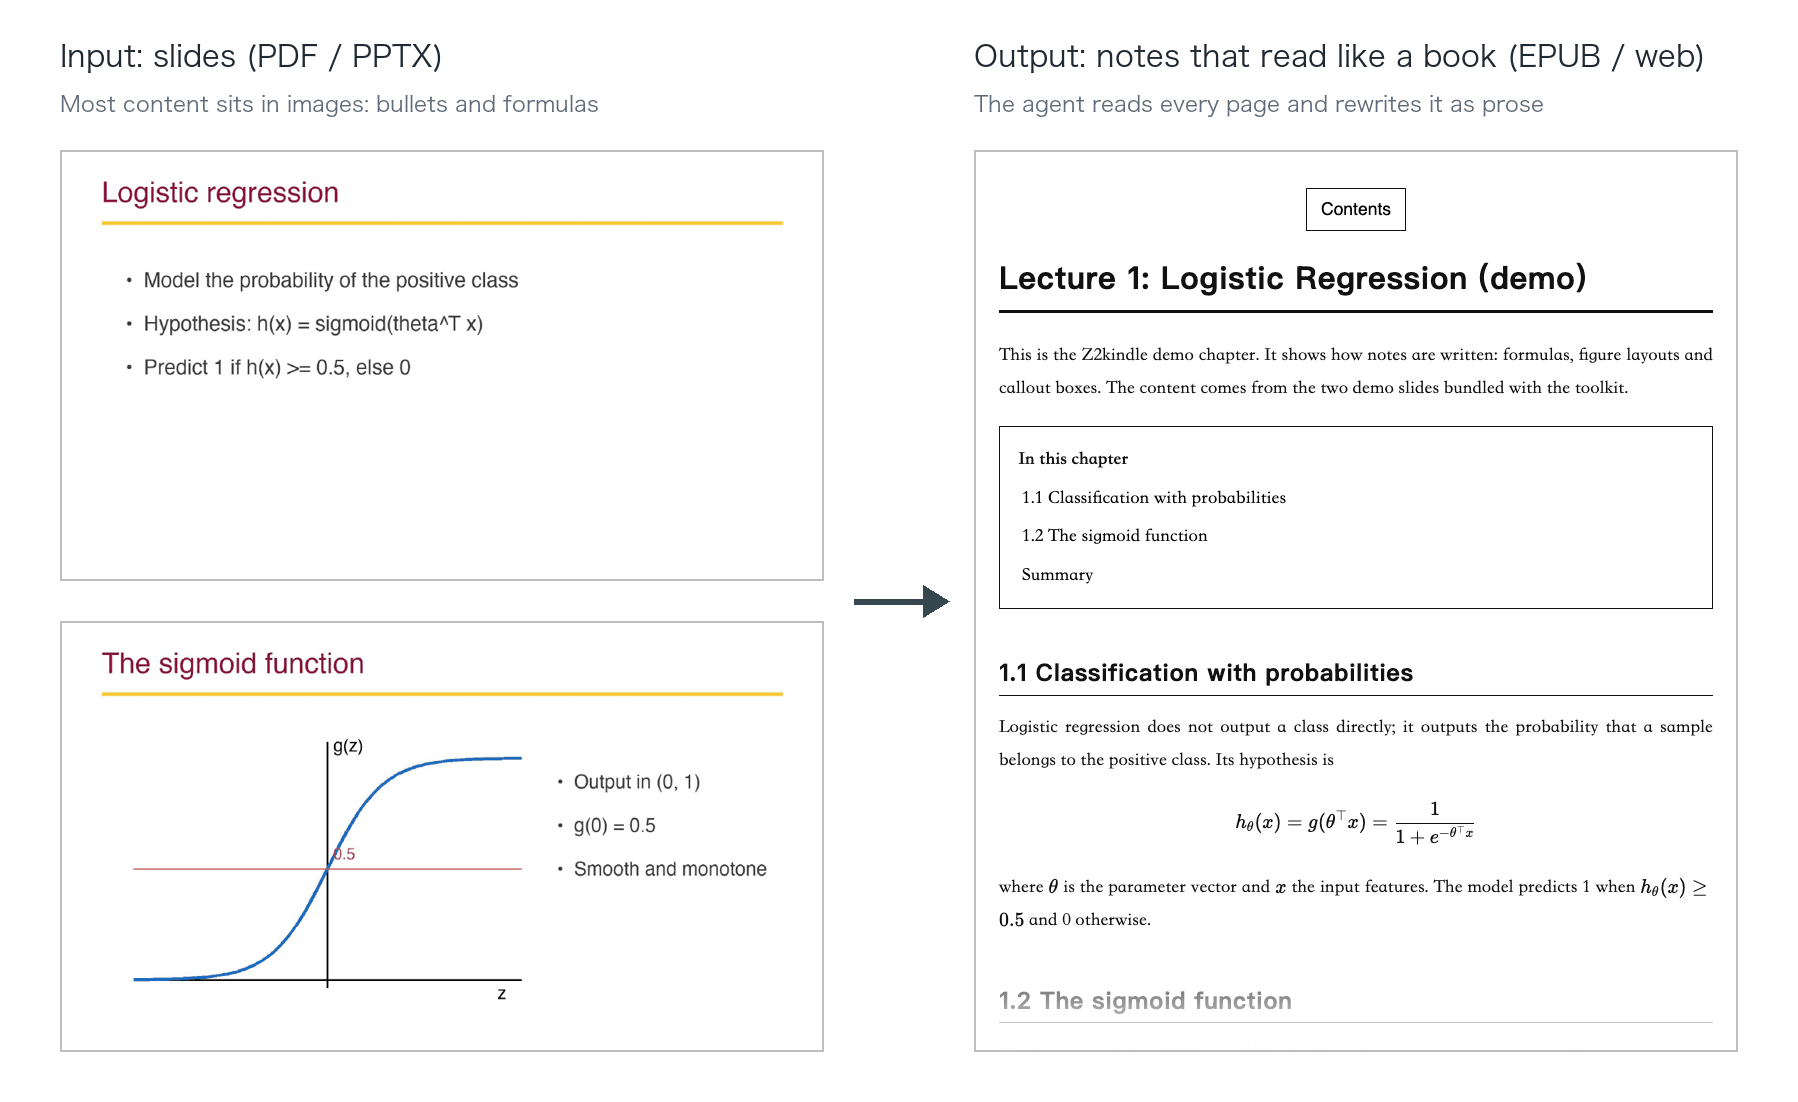 Input: slides (PDF / PPTX)
Most content sits in images: bullets and formulas
Logistic regression
• Model the probability of the positive class
• Hypothesis: h(x) = sigmoid(theta^T x)
• Predict 1 if h(x) >= 0.5, else 0
The sigmoid function
g(z)
0.5
z
• Output in (0, 1)
• g(0) = 0.5
• Smooth and monotone
Output: notes that read like a book (EPUB / web)
The agent reads every page and rewrites it as prose
Contents
Lecture 1: Logistic Regression (demo)
This is the Z2kindle demo chapter. It shows how notes are written: formulas, figure layouts and
callout boxes. The content comes from the two demo slides bundled with the toolkit.
In this chapter
1.1 Classification with probabilities
1.2 The sigmoid function
Summary
1.1 Classification with probabilities
Logistic regression does not output a class directly; it outputs the probability that a sample
belongs to the positive class. Its hypothesis is
h_θ(x) = g(θ^⊤ x) = 1 / (1 + e^{−θ^⊤ x})
where θ is the parameter vector and x the input features. The model predicts 1 when h_θ(x) ≥
0.5 and 0 otherwise.
1.2 The sigmoid function